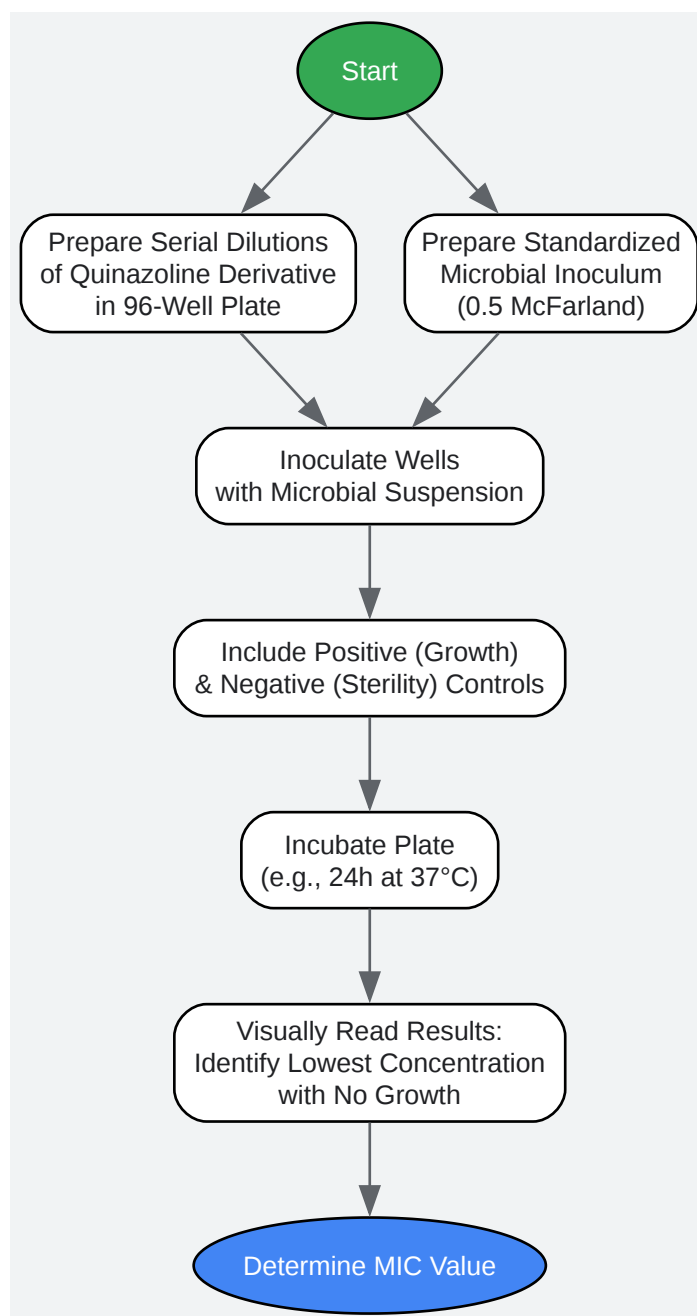 Start
Prepare Serial Dilutions
of Quinazoline Derivative
in 96-Well Plate
Prepare Standardized
Microbial Inoculum
(0.5 McFarland)
Inoculate Wells
with Microbial Suspension
Include Positive (Growth)
& Negative (Sterility) Controls
Incubate Plate
(e.g., 24h at 37°C)
Visually Read Results:
Identify Lowest Concentration
with No Growth
Determine MIC Value